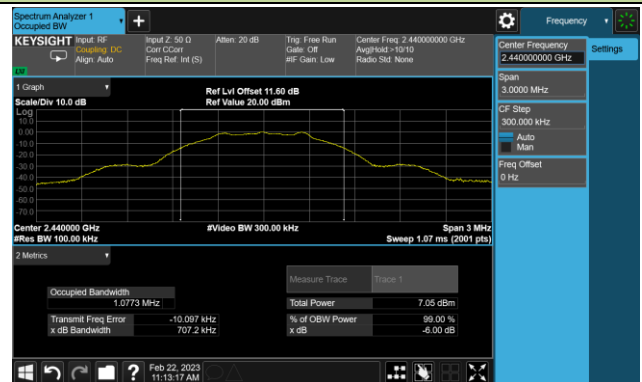 Spectrum Analyzer 1
Occupied BW
Frequency
KEYSIGHT
Input: RF
Coupling: DC
Align: Auto
Input Z: 50 Ω
Corr CCorr
Freq Ref: Int (S)
Atten: 20 dB
Trig: Free Run
Gate: Off
#IF Gain: Low
Center Freq: 2.440000000 GHz
Avg|Hold:>10/10
Radio Std: None
LW
Center Frequency
2.440000000 GHz
Settings
Span
3.0000 MHz
CF Step
300.000 kHz
Auto
Man
Freq Offset
0 Hz
1 Graph
Scale/Div 10.0 dB
Ref Lvl Offset 11.60 dB
Ref Value 20.00 dBm
Log
10.0
0.00
-10.0
-20.0
-30.0
-40.0
-50.0
-60.0
-70.0
Center 2.440000 GHz
#Res BW 100.00 kHz
#Video BW 300.00 kHz
Span 3 MHz
Sweep 1.07 ms (2001 pts)
2 Metrics
Measure Trace
Trace 1
Occupied Bandwidth
1.0773 MHz
Total Power
7.05 dBm
Transmit Freq Error
-10.097 kHz
% of OBW Power
99.00 %
x dB Bandwidth
707.2 kHz
x dB
-6.00 dB
?
Feb 22, 2023
11:13:17 AM